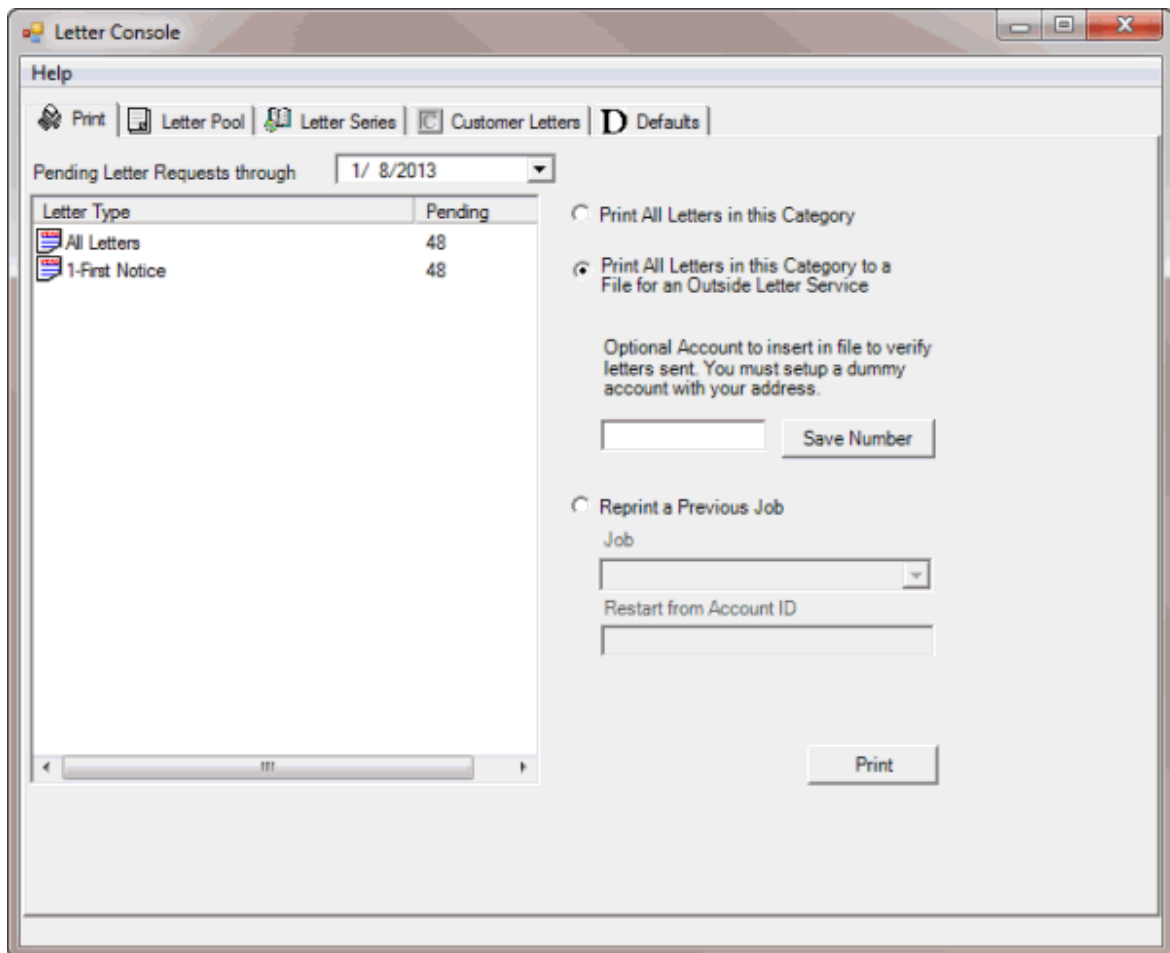 Letter Console
Help
Print Letter Pool Letter Series C Customer Letters D Defaults
Pending Letter Requests through 1/ 8/2013
Letter Type Pending
All Letters 48
1-First Notice 48
Print All Letters in this Category
Print All Letters in this Category to a
File for an Outside Letter Service
Optional Account to insert in file to verify
letters sent. You must setup a dummy
account with your address.
Save Number
Reprint a Previous Job
Job
Restart from Account ID
Print